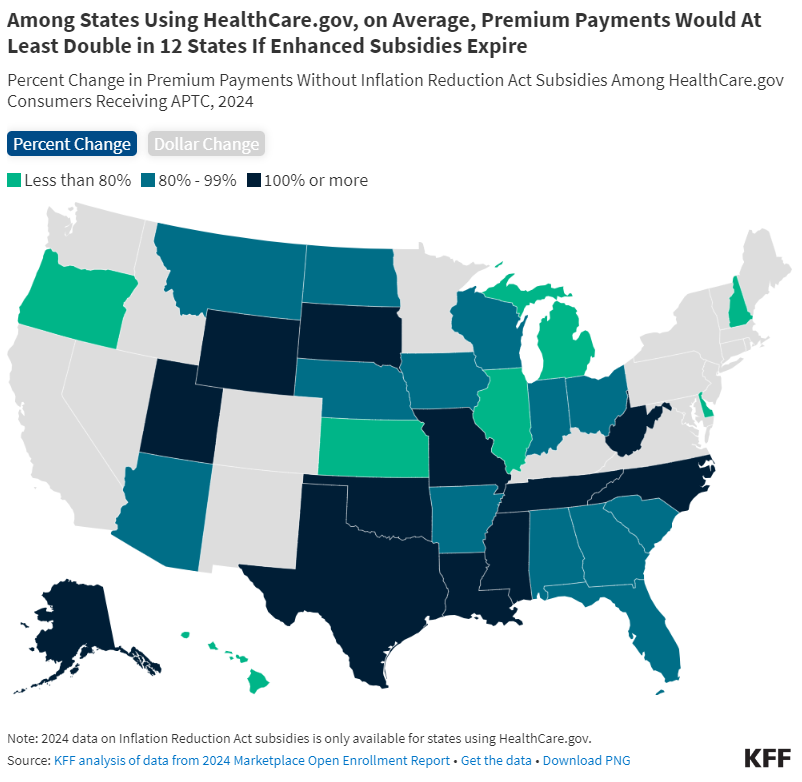 Among States Using HealthCare.gov, on Average, Premium Payments Would At
Least Double in 12 States If Enhanced Subsidies Expire
Percent Change in Premium Payments Without Inflation Reduction Act Subsidies Among HealthCare.gov
Consumers Receiving APTC, 2024
Percent Change Dollar Change
Less than 80% 80% - 99% 100% or more
Note: 2024 data on Inflation Reduction Act subsidies is only available for states using HealthCare.gov.
Source: KFF analysis of data from 2024 Marketplace Open Enrollment Report • Get the data • Download PNG
KFF